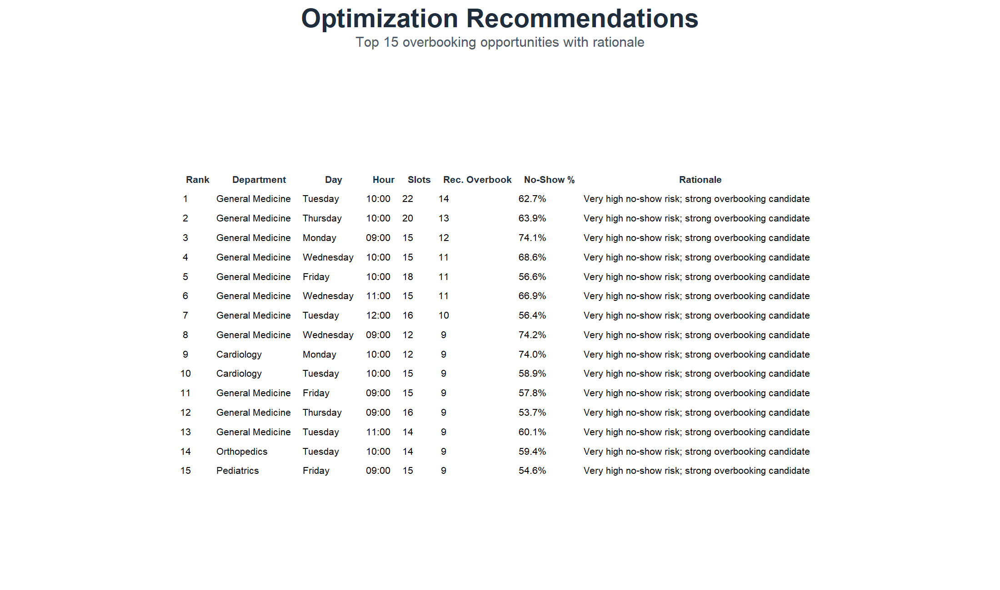 Optimization Recommendations
Top 15 overbooking opportunities with rationale
Rank Department Day Hour Slots Rec. Overbook No-Show % Rationale
1 General Medicine Tuesday 10:00 22 14 62.7% Very high no-show risk; strong overbooking candidate
2 General Medicine Thursday 10:00 20 13 63.9% Very high no-show risk; strong overbooking candidate
3 General Medicine Monday 09:00 15 12 74.1% Very high no-show risk; strong overbooking candidate
4 General Medicine Wednesday 10:00 15 11 68.6% Very high no-show risk; strong overbooking candidate
5 General Medicine Friday 10:00 18 11 56.6% Very high no-show risk; strong overbooking candidate
6 General Medicine Wednesday 11:00 15 11 66.9% Very high no-show risk; strong overbooking candidate
7 General Medicine Tuesday 12:00 16 10 56.4% Very high no-show risk; strong overbooking candidate
8 General Medicine Wednesday 09:00 12 9 74.2% Very high no-show risk; strong overbooking candidate
9 Cardiology Monday 10:00 12 9 74.0% Very high no-show risk; strong overbooking candidate
10 Cardiology Tuesday 10:00 15 9 58.9% Very high no-show risk; strong overbooking candidate
11 General Medicine Friday 09:00 15 9 57.8% Very high no-show risk; strong overbooking candidate
12 General Medicine Thursday 09:00 16 9 53.7% Very high no-show risk; strong overbooking candidate
13 General Medicine Tuesday 11:00 14 9 60.1% Very high no-show risk; strong overbooking candidate
14 Orthopedics Tuesday 10:00 14 9 59.4% Very high no-show risk; strong overbooking candidate
15 Pediatrics Friday 09:00 15 9 54.6% Very high no-show risk; strong overbooking candidate